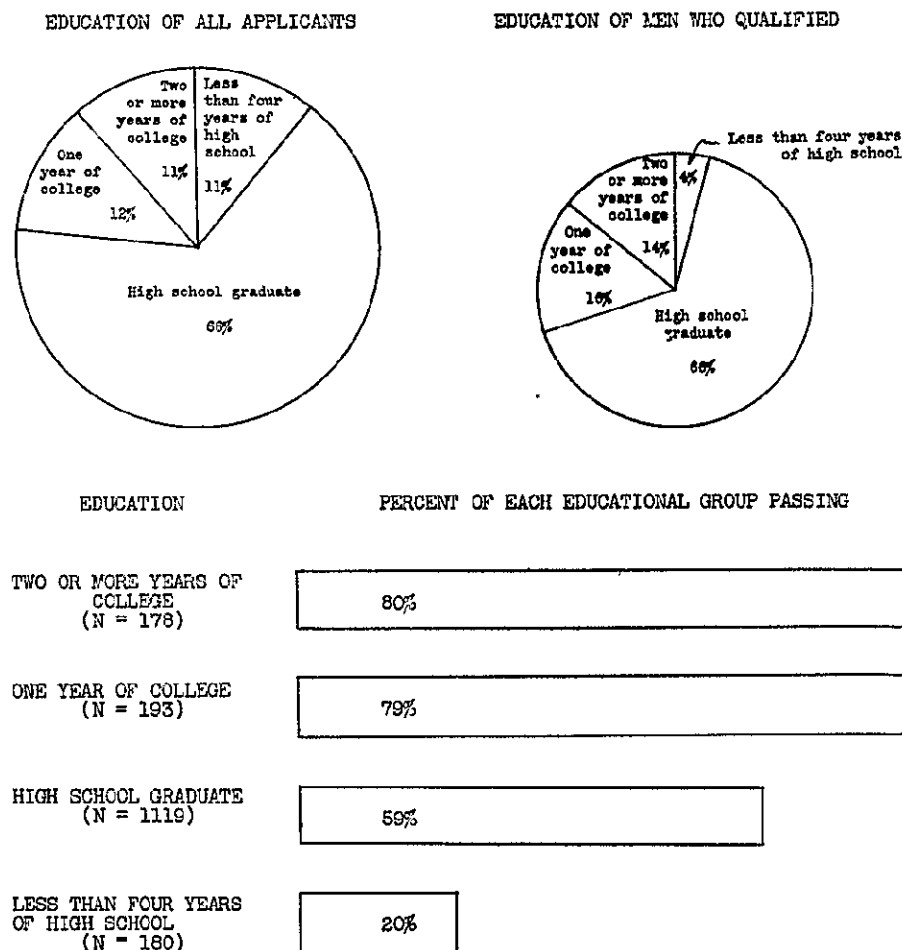 EDUCATION OF ALL APPLICANTS
EDUCATION OF MEN WHO QUALIFIED
Two
or more
years of
college
11%
Less
than four
years of
high
school
11%
One
year of
college
12%
High school graduate
66%
Less than four years
of high school
4%
Two
or more
years of
college
14%
One
year of
college
16%
High school
graduate
66%
EDUCATION
PERCENT OF EACH EDUCATIONAL GROUP PASSING
TWO OR MORE YEARS OF
COLLEGE
(N = 178)
80%
ONE YEAR OF COLLEGE
(N = 193)
79%
HIGH SCHOOL GRADUATE
(N = 1119)
59%
LESS THAN FOUR YEARS
OF HIGH SCHOOL
(N = 180)
20%